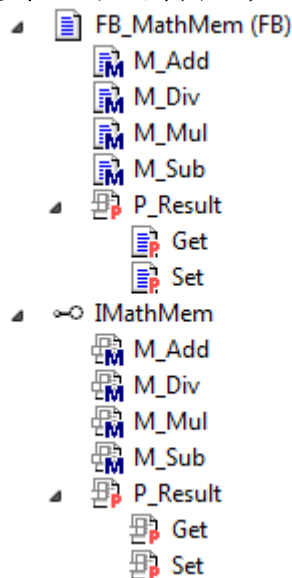 FB_MathMem (FB)
M_Add
M_Div
M_Mul
M_Sub
P_Result
Get
Set
IMathMem
M_Add
M_Div
M_Mul
M_Sub
P_Result
Get
Set